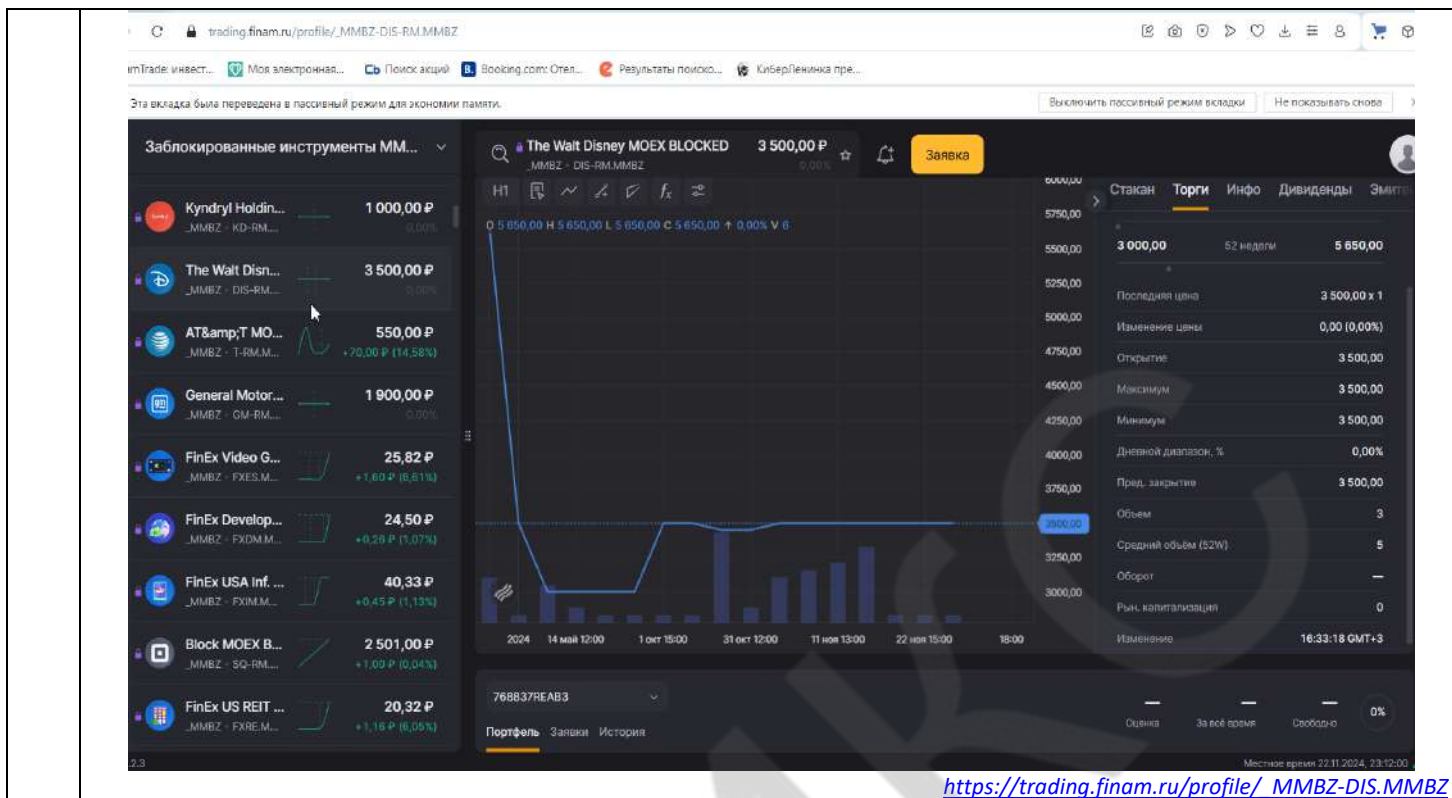 trading.finam.ru/profile/_MMBZ-DIS-RM.MMBZ
imTrade: инвест... Моя электронная... Поиск акций Booking.com: Отел... Результаты поиско... КиберЛенинка пре...
Эта вкладка была переведена в пассивный режим для экономии памяти. Выключить пассивный режим вкладки Не показывать снова
Заблокированные инструменты ММ...
Kyndryl Holdin... 1 000,00 ₽
_MMBZ - KD-RM.... 0,00%
The Walt Disn... 3 500,00 ₽
_MMBZ - DIS-RM.... 0,00%
AT&amp;T MO... 550,00 ₽
_MMBZ - T-RM.M... +70,00 ₽ (14,58%)
General Motor... 1 900,00 ₽
_MMBZ - GM-RM.... 0,00%
FinEx Video G... 25,82 ₽
_MMBZ - FXES.M... +1,60 ₽ (6,61%)
FinEx Develop... 24,50 ₽
_MMBZ - FXDM.M... +0,26 ₽ (1,07%)
FinEx USA Inf. ... 40,33 ₽
_MMBZ - FXIM.M... +0,45 ₽ (1,13%)
Block MOEX B... 2 501,00 ₽
_MMBZ - SQ-RM.... +1,00 ₽ (0,04%)
FinEx US REIT ... 20,32 ₽
_MMBZ - FXRE.M... +1,16 ₽ (6,05%)
The Walt Disney MOEX BLOCKED 3 500,00 ₽
_MMBZ - DIS-RM.MMBZ 0,00%
Заявка
H1
O 5 650,00 H 5 650,00 L 5 650,00 C 5 650,00 ↑ 0,00% V 6
6000,00
5750,00
5500,00
5250,00
5000,00
4750,00
4500,00
4250,00
4000,00
3750,00
3500,00
3250,00
3000,00
2024 14 май 12:00 1 окт 15:00 31 окт 12:00 11 ноя 13:00 22 ноя 15:00 18:00
Стакан Торги Инфо Дивиденды Эмите
3 000,00 52 недели 5 650,00
Последняя цена 3 500,00 x 1
Изменение цены 0,00 (0,00%)
Открытие 3 500,00
Максимум 3 500,00
Минимум 3 500,00
Дневной диапазон, % 0,00%
Пред. закрытие 3 500,00
Объем 3
Средний объём (52W) 5
Оборот —
Рын. капитализация 0
Изменение 16:33:18 GMT+3
768837REAB3
Портфель Заявки История
— — — 0%
Оценка За всё время Свободно
.2.3 Местное время 22.11.2024, 23:12:00
https://trading.finam.ru/profile/_MMBZ-DIS.MMBZ